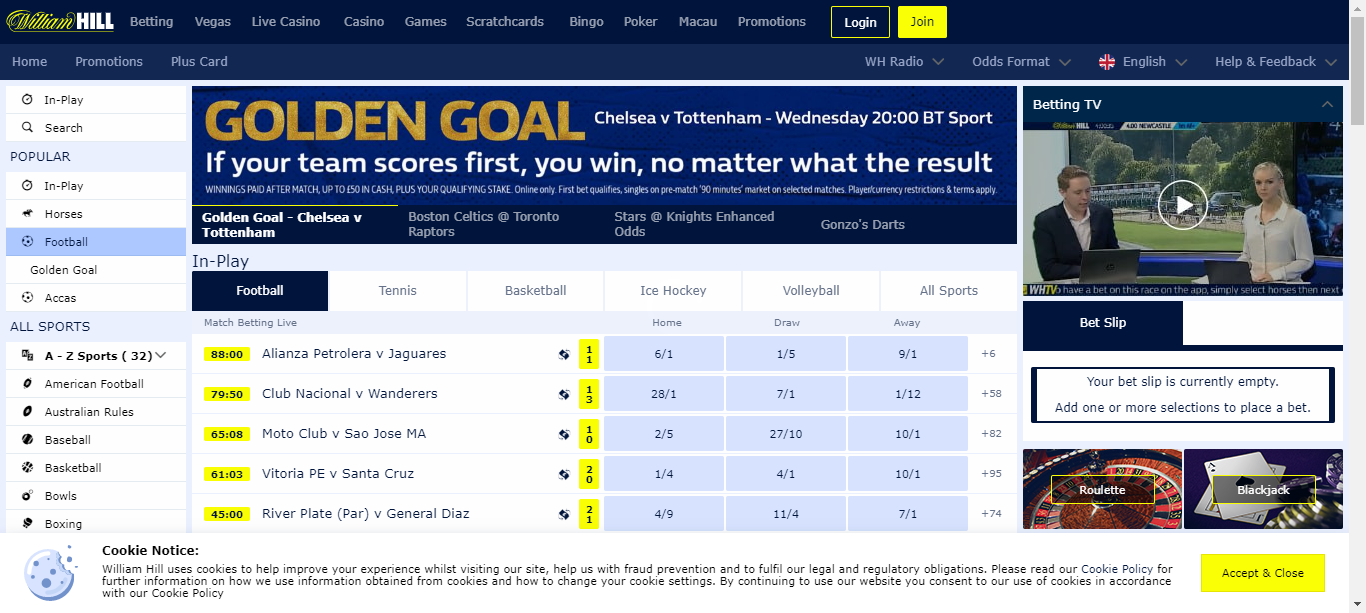 William HILL
Betting Vegas Live Casino Casino Games Scratchcards Bingo Poker Macau Promotions Login Join
Home Promotions Plus Card WH Radio Odds Format English Help & Feedback
In-Play
Search
POPULAR
In-Play
Horses
Football
Golden Goal
Accas
ALL SPORTS
A - Z Sports ( 32)
American Football
Australian Rules
Baseball
Basketball
Bowls
Boxing
GOLDEN GOAL
Chelsea v Tottenham - Wednesday 20:00 BT Sport
If your team scores first, you win, no matter what the result
WINNINGS PAID AFTER MATCH, UP TO £50 IN CASH, PLUS YOUR QUALIFYING STAKE. Online only. First bet qualifies, singles on pre-match '90 minutes' market on selected matches. Player/currency restrictions & terms apply.
Golden Goal - Chelsea v
Tottenham
Boston Celtics @ Toronto
Raptors
Stars @ Knights Enhanced
Odds
Gonzo's Darts
In-Play
Football Tennis Basketball Ice Hockey Volleyball All Sports
Match Betting Live Home Draw Away
88:00 Alianza Petrolera v Jaguares 1 1 6/1 1/5 9/1 +6
79:50 Club Nacional v Wanderers 1 3 28/1 7/1 1/12 +58
65:08 Moto Club v Sao Jose MA 1 0 2/5 27/10 10/1 +82
61:03 Vitoria PE v Santa Cruz 2 0 1/4 4/1 10/1 +95
45:00 River Plate (Par) v General Diaz 2 1 4/9 11/4 7/1 +74
Betting TV
William HILL 4.00 NEWCASTLE
WHTV to have a bet on this race on the app, simply select horses then next
Bet Slip
Your bet slip is currently empty.
Add one or more selections to place a bet.
Roulette
Blackjack
Cookie Notice:
William Hill uses cookies to help improve your experience whilst visiting our site, help us with fraud prevention and to fulfil our legal and regulatory obligations. Please read our Cookie Policy for
further information on how we use information obtained from cookies and how to change your cookie settings. By continuing to use our website you consent to our use of cookies in accordance
with our Cookie Policy
Accept & Close